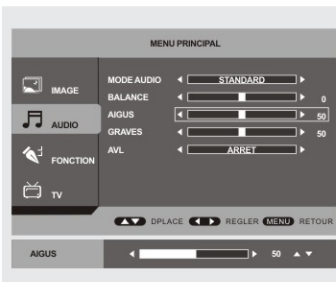 MENU PRINCIPAL
IMAGE
AUDIO
FONCTION
TV
MODE AUDIO STANDARD
BALANCE 0
AIGUS 50
GRAVES 50
AVL ARRET
DPLACE REGLER MENU RETOUR
AIGUS 50